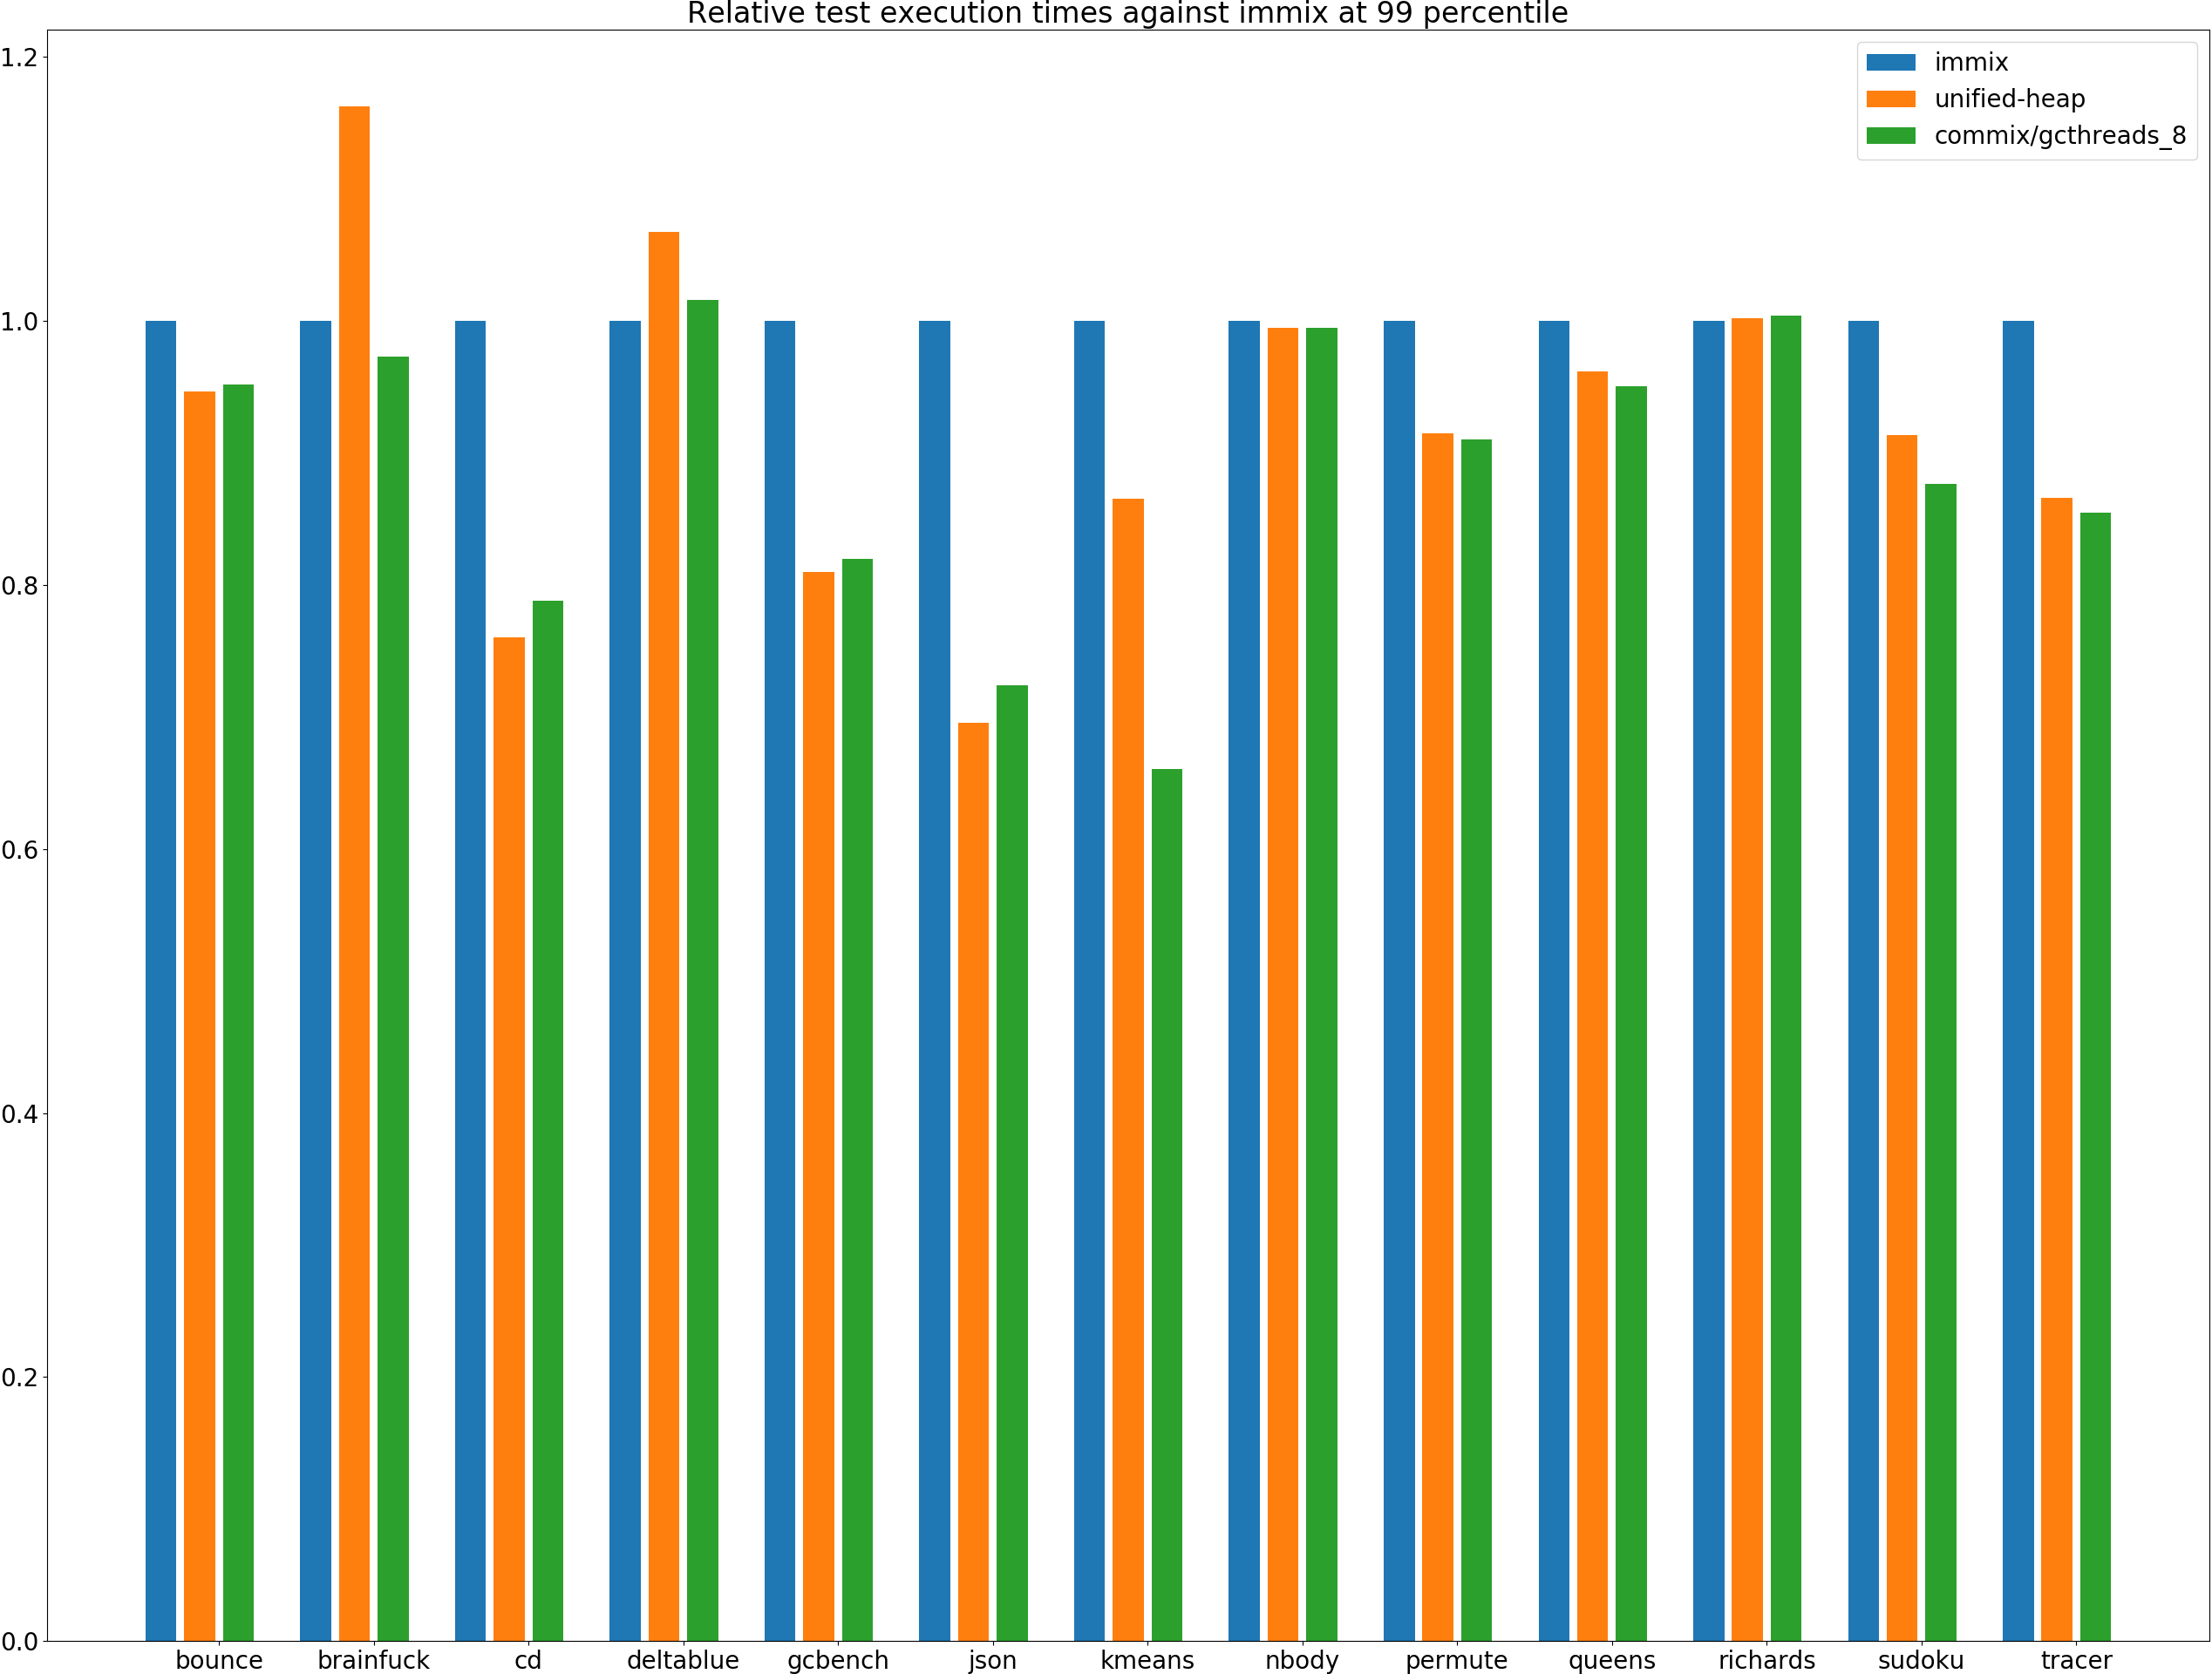 Relative test execution times against immix at 99 percentile
1.2
1.0
0.8
0.6
0.4
0.2
0.0
immix
unified-heap
commix/gcthreads_8
bounce brainfuck cd deltablue gcbench json kmeans nbody permute queens richards sudoku tracer